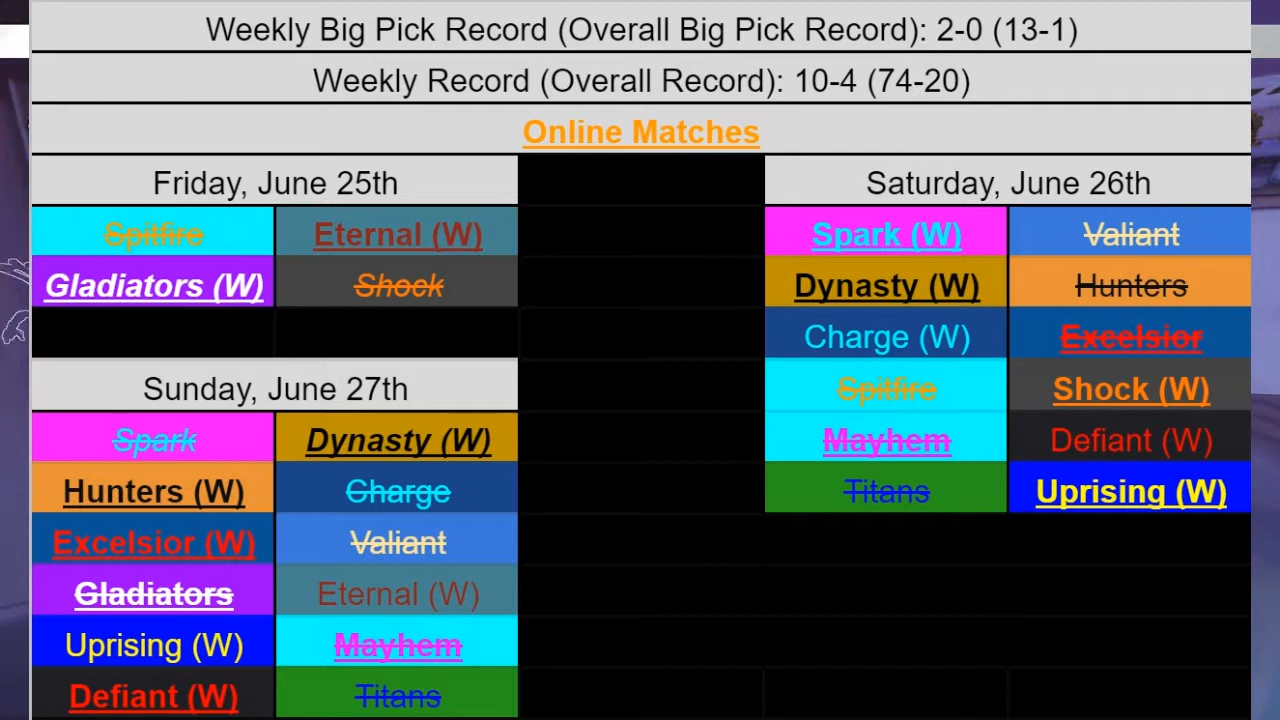 Weekly Big Pick Record (Overall Big Pick Record): 2-0 (13-1)
Weekly Record (Overall Record): 10-4 (74-20)
Online Matches
Friday, June 25th
Spitfire Eternal (W)
Gladiators (W) Shock
Sunday, June 27th
Spark Dynasty (W)
Hunters (W) Charge
Excelsior (W) Valiant
Gladiators Eternal (W)
Uprising (W) Mayhem
Defiant (W) Titans
Saturday, June 26th
Spark (W) Valiant
Dynasty (W) Hunters
Charge (W) Excelsior
Spitfire Shock (W)
Mayhem Defiant (W)
Titans Uprising (W)